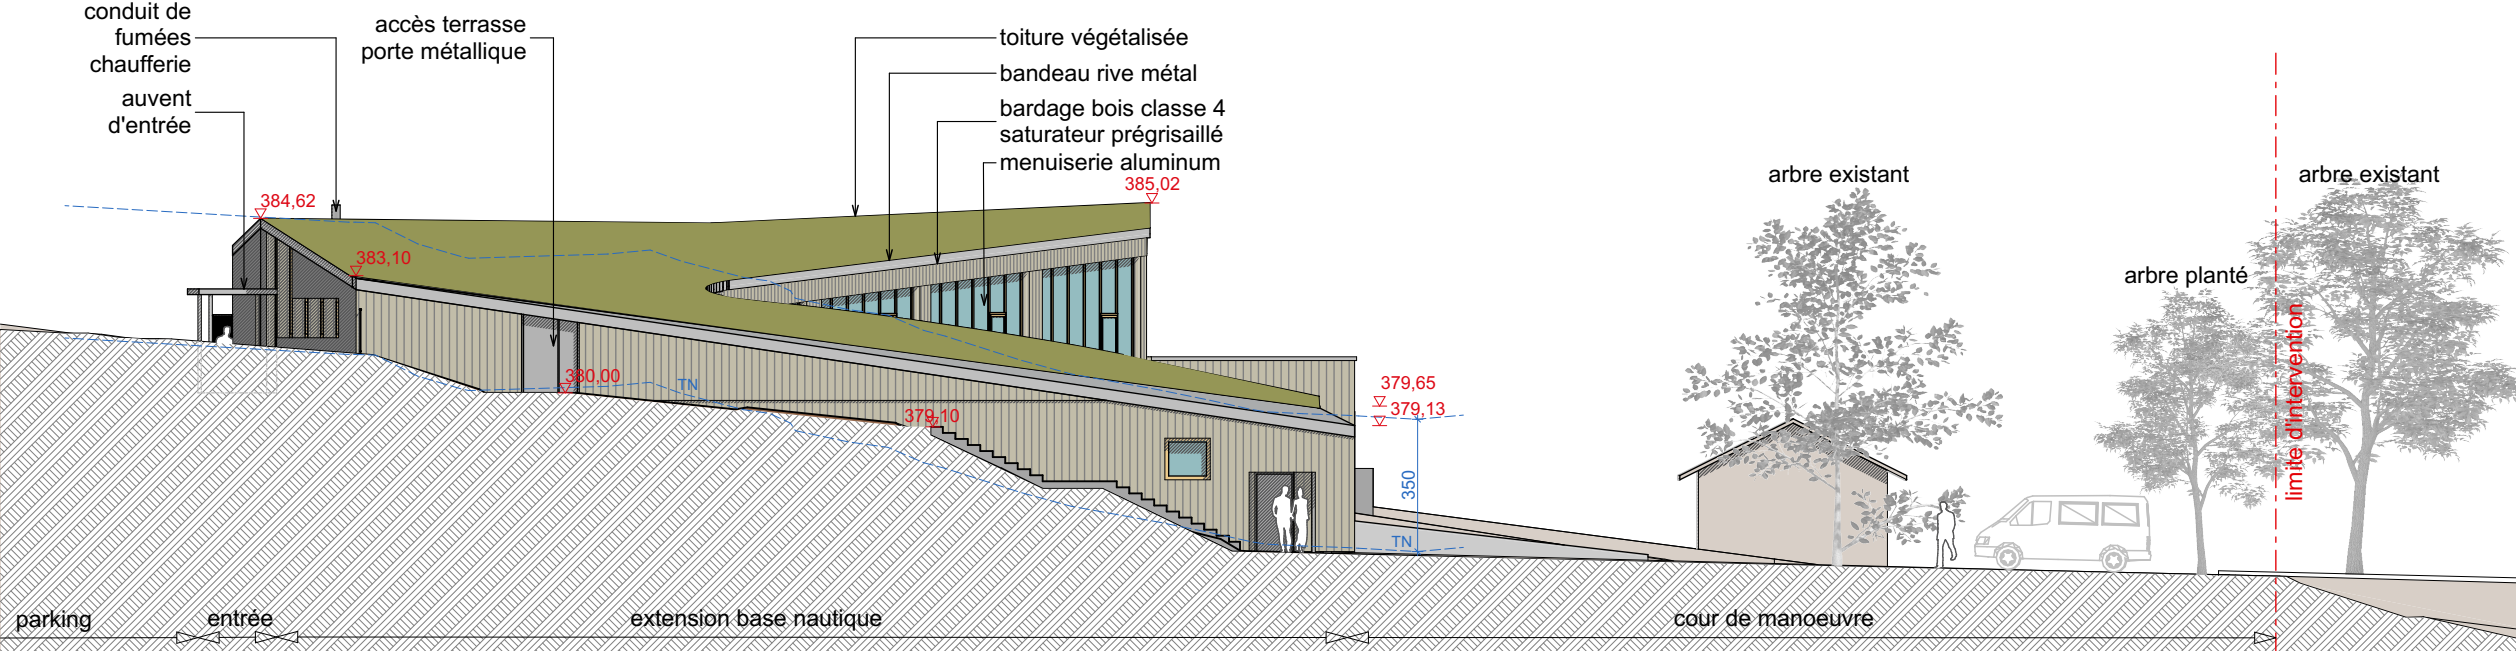 conduit de
fumées
chaufferie
auvent
d'entrée
accès terrasse
porte métallique
toiture végétalisée
bandeau rive métal
bardage bois classe 4
saturateur prégrisaillé
menuiserie aluminum
385,02
384,62
383,10
380,00
TN
379,10
379,65
379,13
350
TN
arbre existant
arbre planté
arbre existant
limite d'intervention
parking
entrée
extension base nautique
cour de manoeuvre